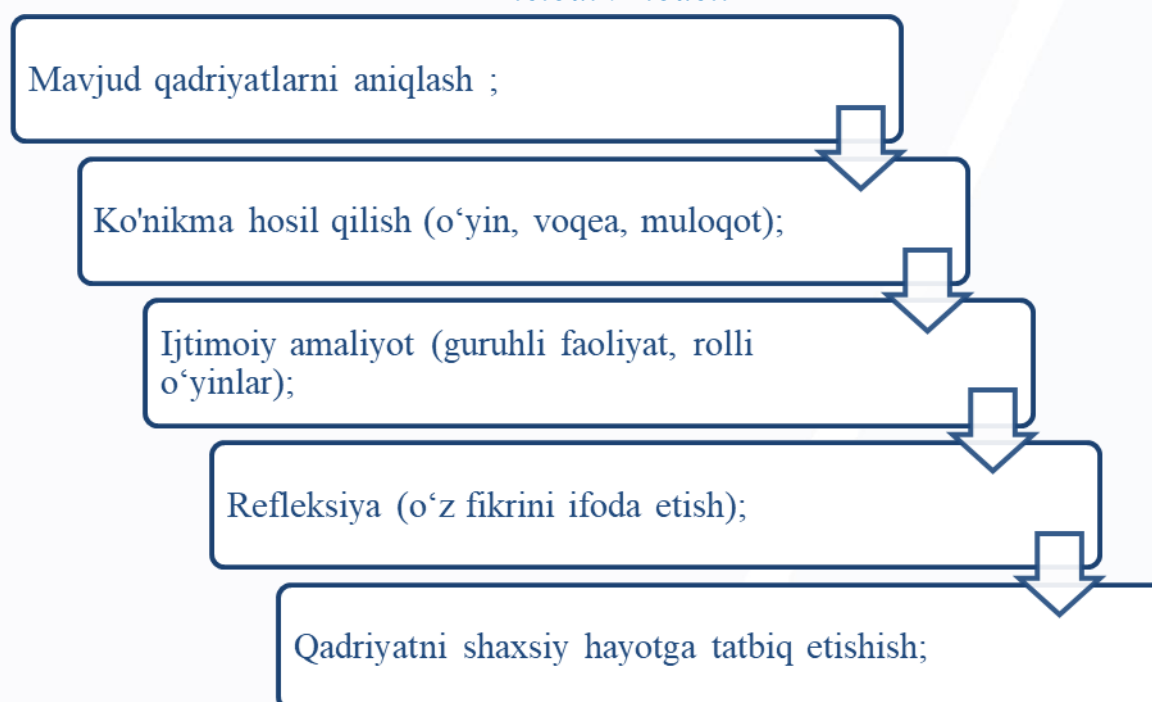 Mavjud qadriyatlarni aniqlash ;
Ko'nikma hosil qilish (o‘yin, voqea, muloqot);
Ijtimoiy amaliyot (guruhli faoliyat, rolli
o‘yinlar);
Refleksiya (o‘z fikrini ifoda etish);
Qadriyatni shaxsiy hayotga tatbiq etishish;